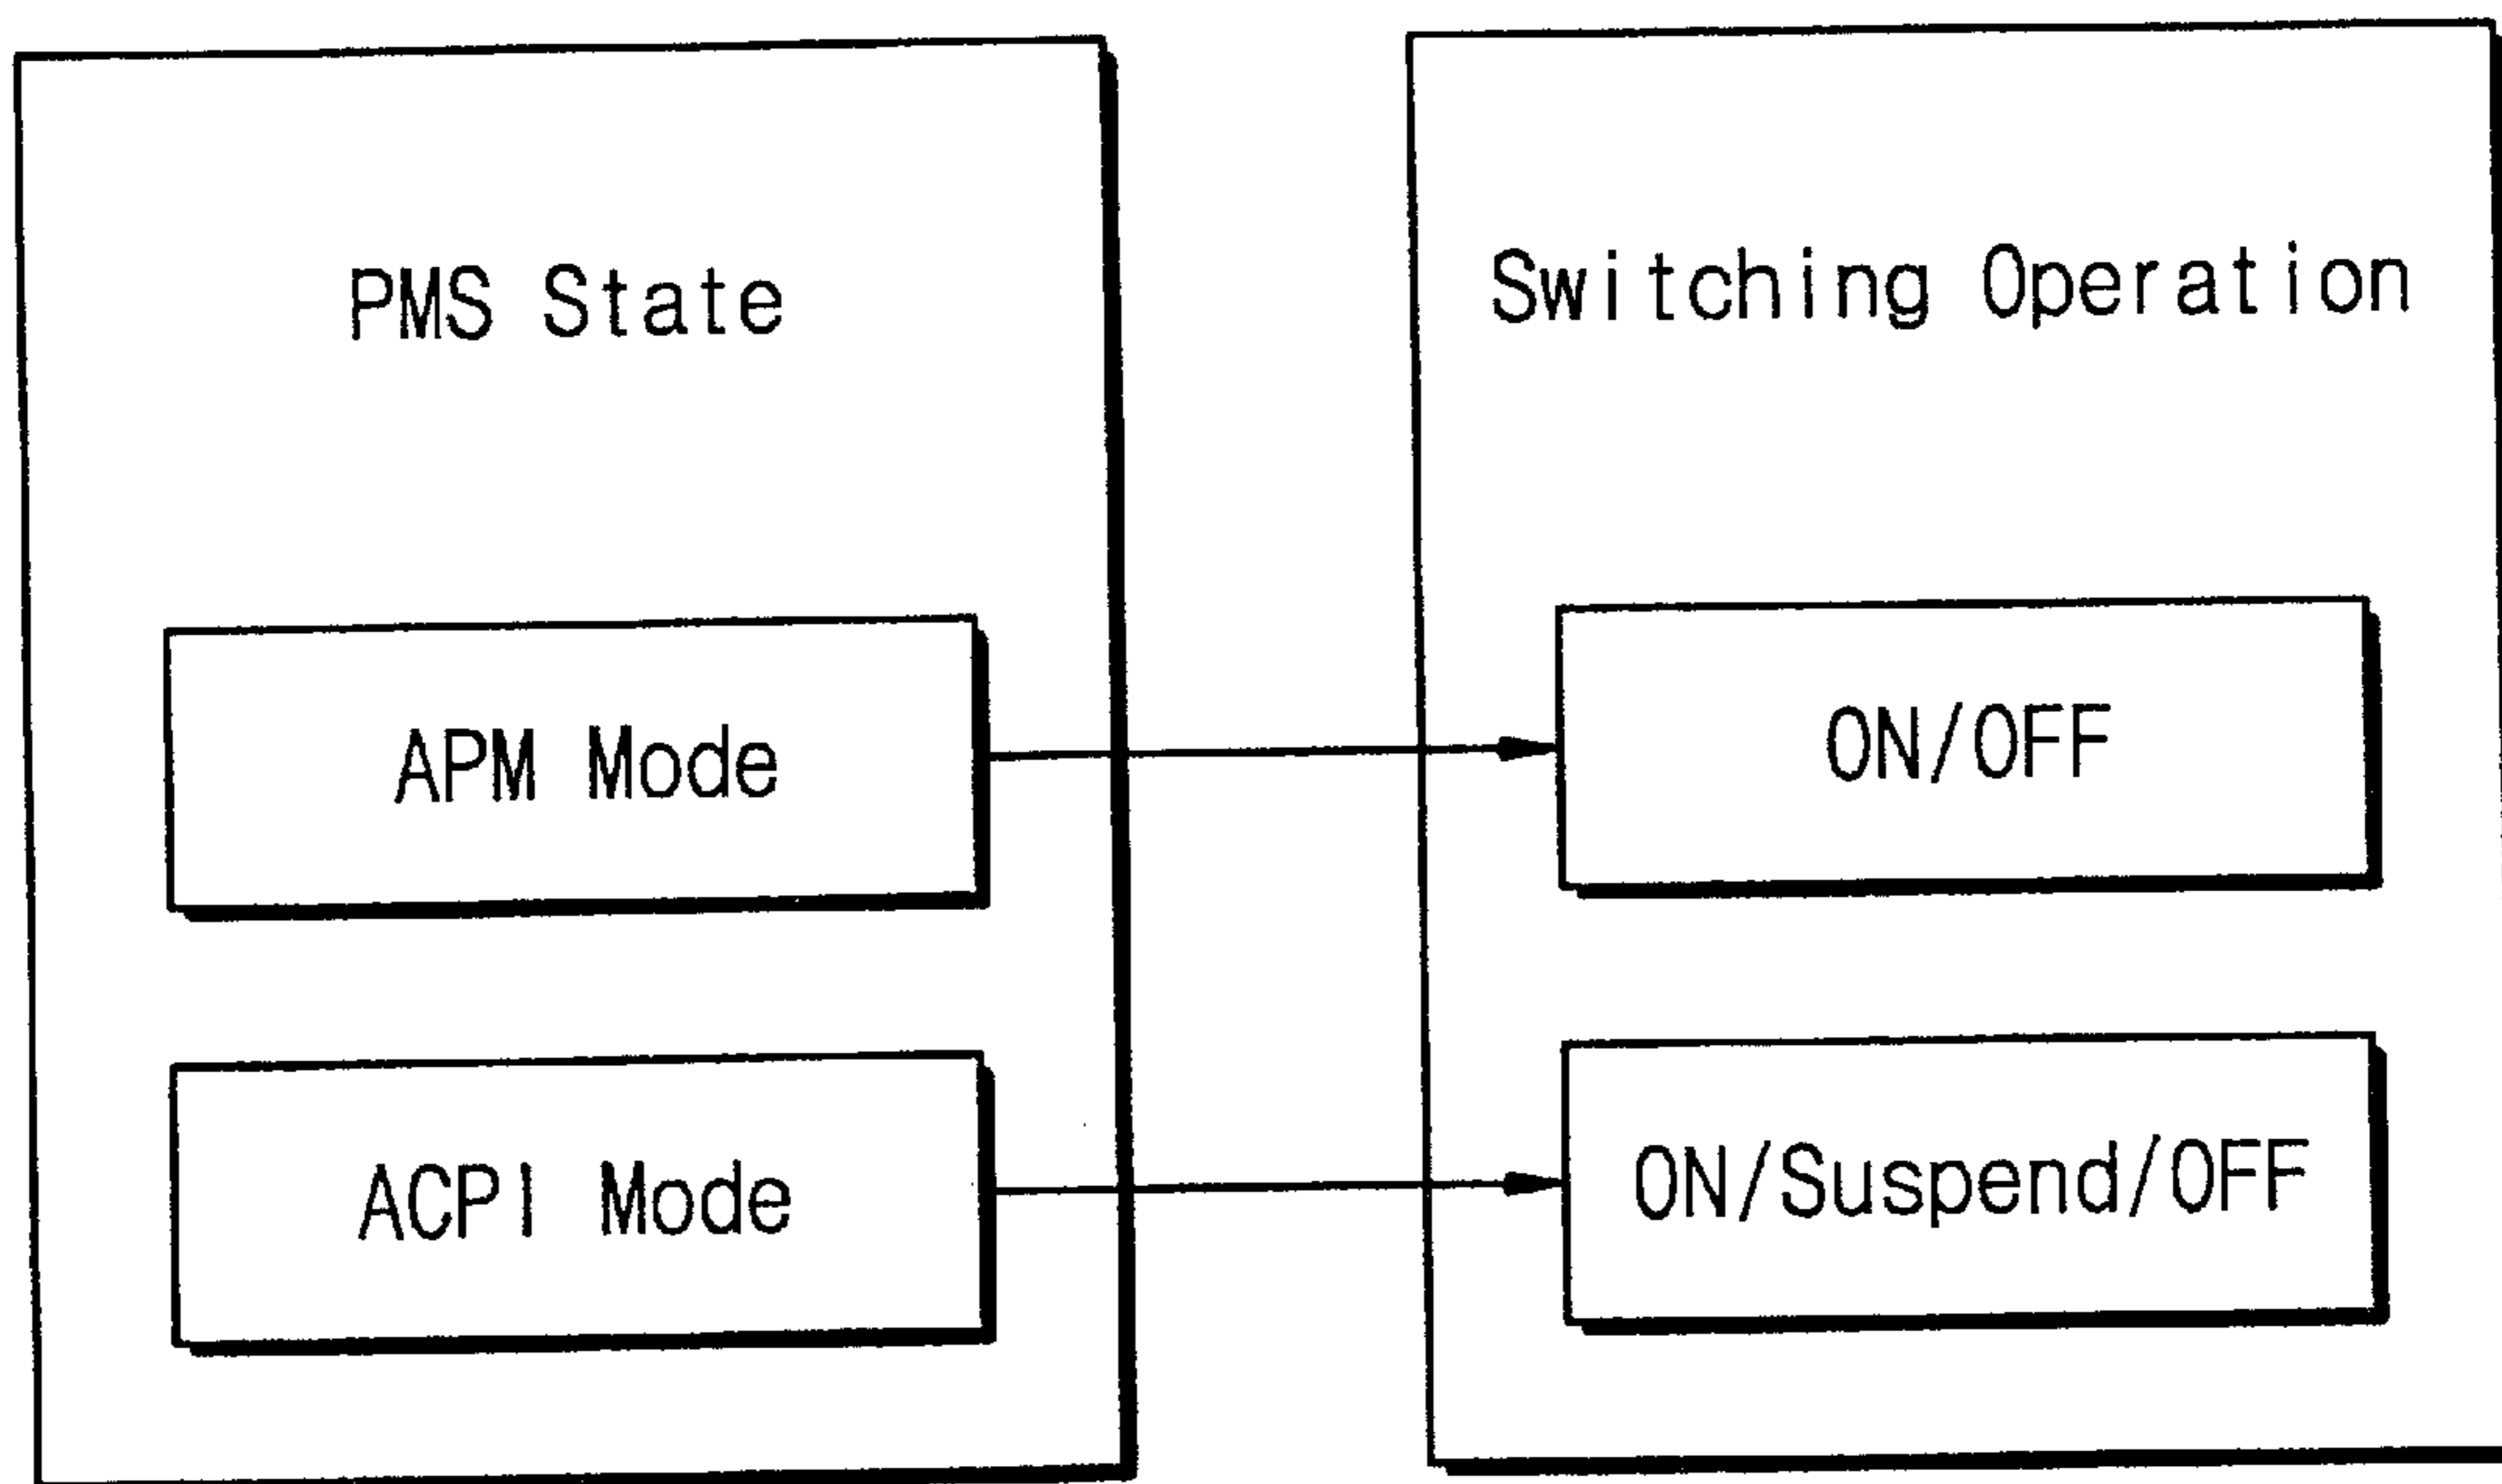 PMS State
APM Mode
ACPI Mode
Switching Operation
ON/OFF
ON/Suspend/OFF